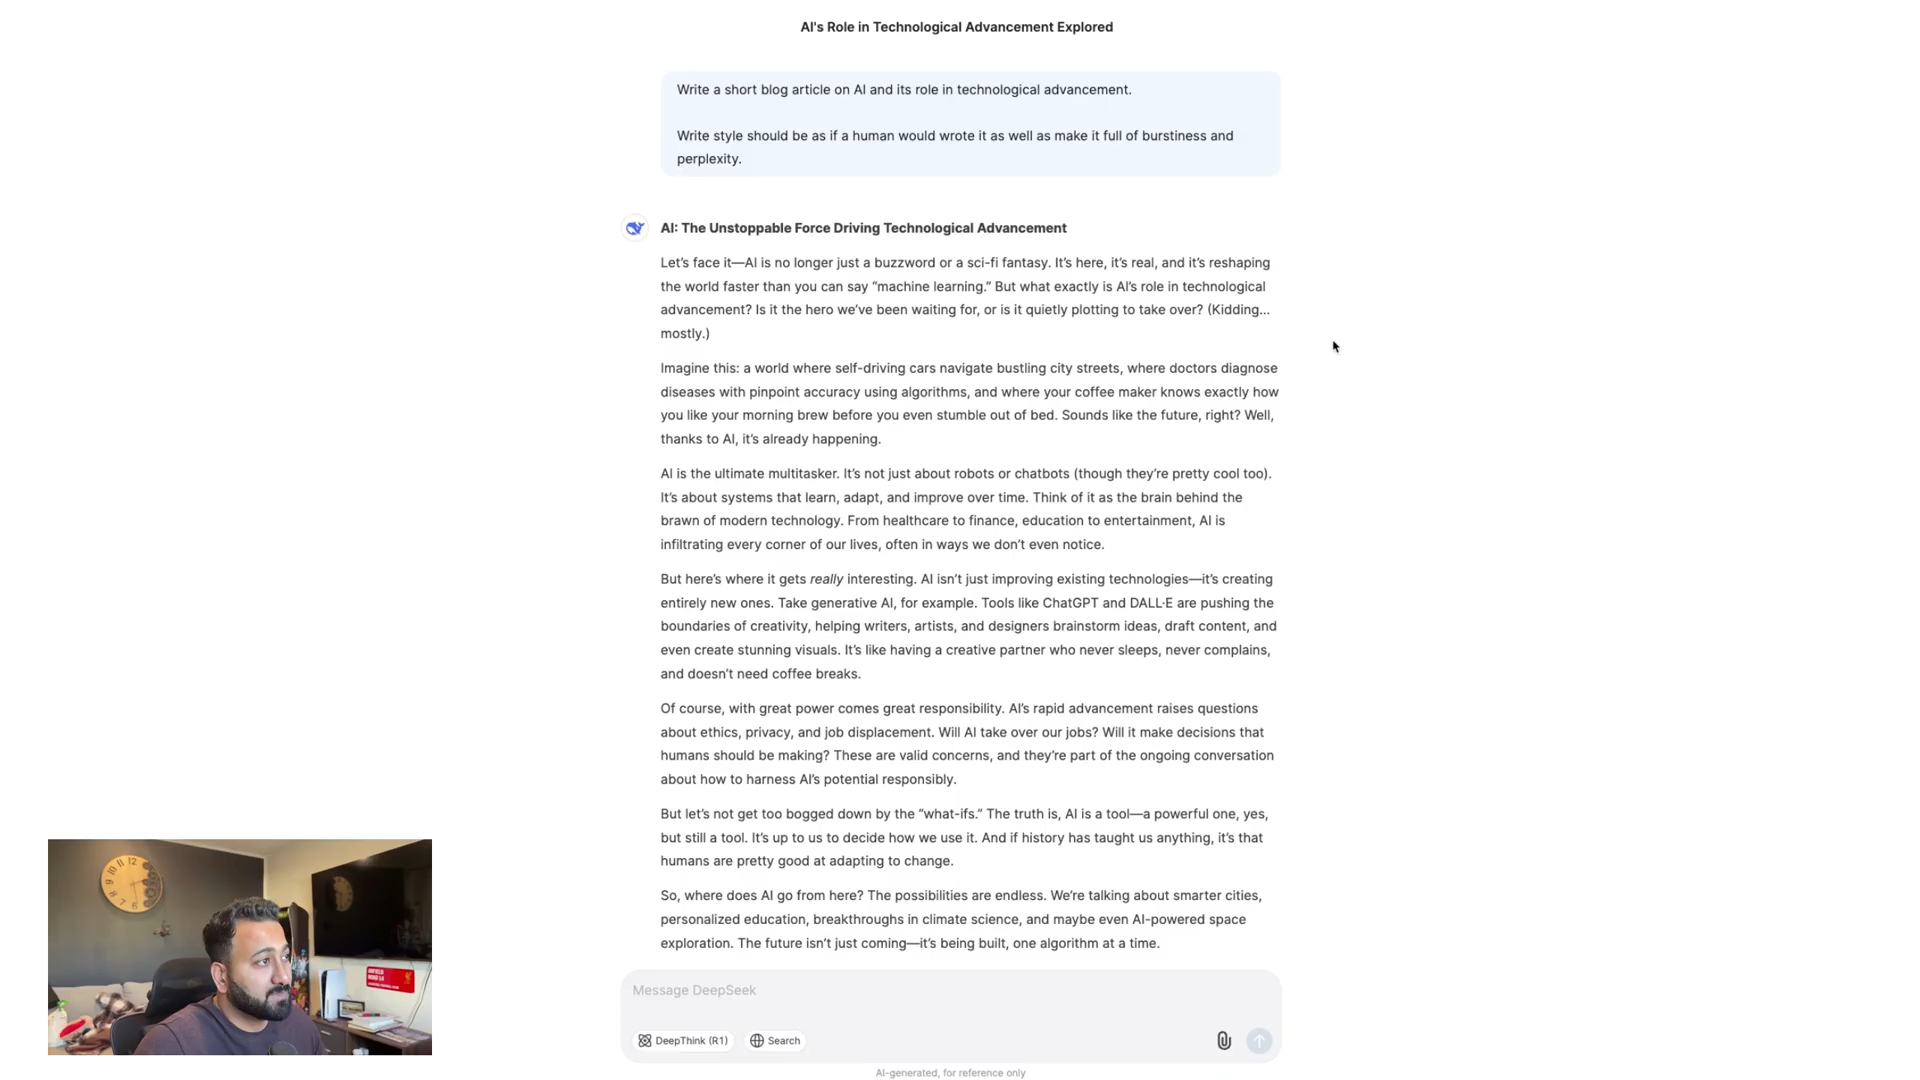 AI's Role in Technological Advancement Explored
Write a short blog article on AI and its role in technological advancement.
Write style should be as if a human would wrote it as well as make it full of burstiness and
perplexity.
AI: The Unstoppable Force Driving Technological Advancement
Let’s face it—AI is no longer just a buzzword or a sci-fi fantasy. It’s here, it’s real, and it’s reshaping
the world faster than you can say “machine learning.” But what exactly is AI’s role in technological
advancement? Is it the hero we’ve been waiting for, or is it quietly plotting to take over? (Kidding…
mostly.)
Imagine this: a world where self-driving cars navigate bustling city streets, where doctors diagnose
diseases with pinpoint accuracy using algorithms, and where your coffee maker knows exactly how
you like your morning brew before you even stumble out of bed. Sounds like the future, right? Well,
thanks to AI, it’s already happening.
AI is the ultimate multitasker. It’s not just about robots or chatbots (though they’re pretty cool too).
It’s about systems that learn, adapt, and improve over time. Think of it as the brain behind the
brawn of modern technology. From healthcare to finance, education to entertainment, AI is
infiltrating every corner of our lives, often in ways we don’t even notice.
But here’s where it gets really interesting. AI isn’t just improving existing technologies—it’s creating
entirely new ones. Take generative AI, for example. Tools like ChatGPT and DALL·E are pushing the
boundaries of creativity, helping writers, artists, and designers brainstorm ideas, draft content, and
even create stunning visuals. It’s like having a creative partner who never sleeps, never complains,
and doesn’t need coffee breaks.
Of course, with great power comes great responsibility. AI’s rapid advancement raises questions
about ethics, privacy, and job displacement. Will AI take over our jobs? Will it make decisions that
humans should be making? These are valid concerns, and they’re part of the ongoing conversation
about how to harness AI’s potential responsibly.
But let’s not get too bogged down by the “what-ifs.” The truth is, AI is a tool—a powerful one, yes,
but still a tool. It’s up to us to decide how we use it. And if history has taught us anything, it’s that
humans are pretty good at adapting to change.
So, where does AI go from here? The possibilities are endless. We’re talking about smarter cities,
personalized education, breakthroughs in climate science, and maybe even AI-powered space
exploration. The future isn’t just coming—it’s being built, one algorithm at a time.
Message DeepSeek
DeepThink (R1)
Search
AI-generated, for reference only